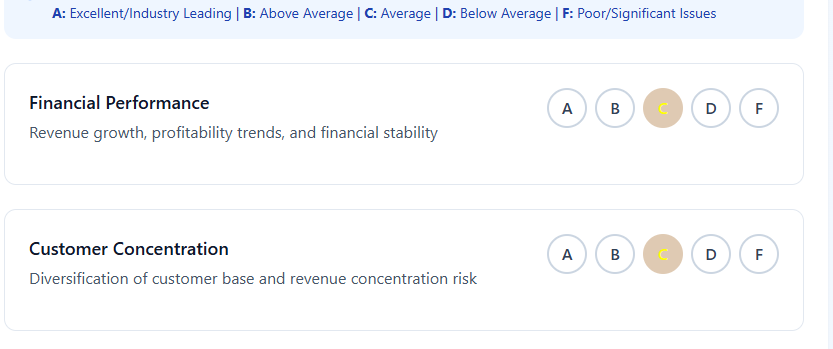 A: Excellent/Industry Leading | B: Above Average | C: Average | D: Below Average | F: Poor/Significant Issues
Financial Performance
A B C D F
Revenue growth, profitability trends, and financial stability
Customer Concentration
A B C D F
Diversification of customer base and revenue concentration risk